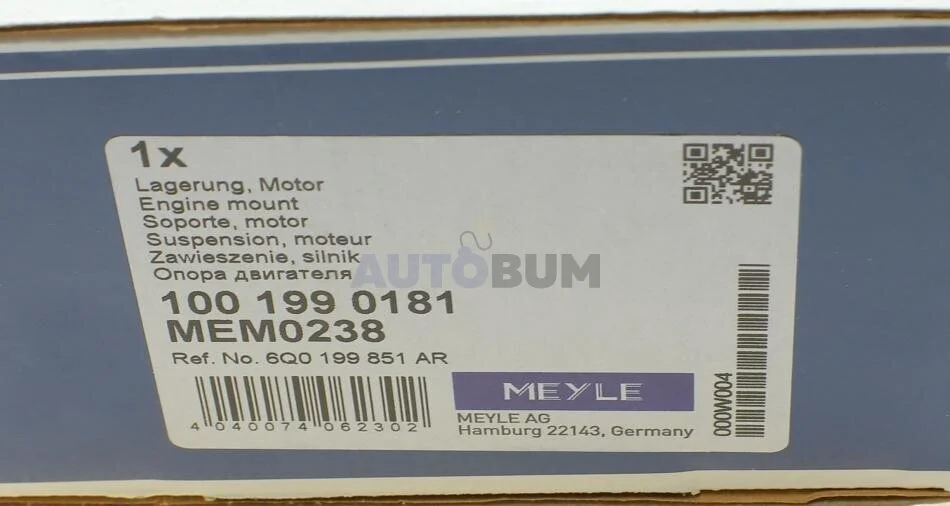 1x
Lagerung, Motor
Engine mount
Soporte, motor
Suspension, moteur
Zawieszenie, silnik
Опора двигателя
AUTOBUM
100 199 0181
MEM0238
Ref. No. 6Q0 199 851 AR
MEYLE
4 040074 062302
MEYLE AG
Hamburg 22143, Germany
000W004